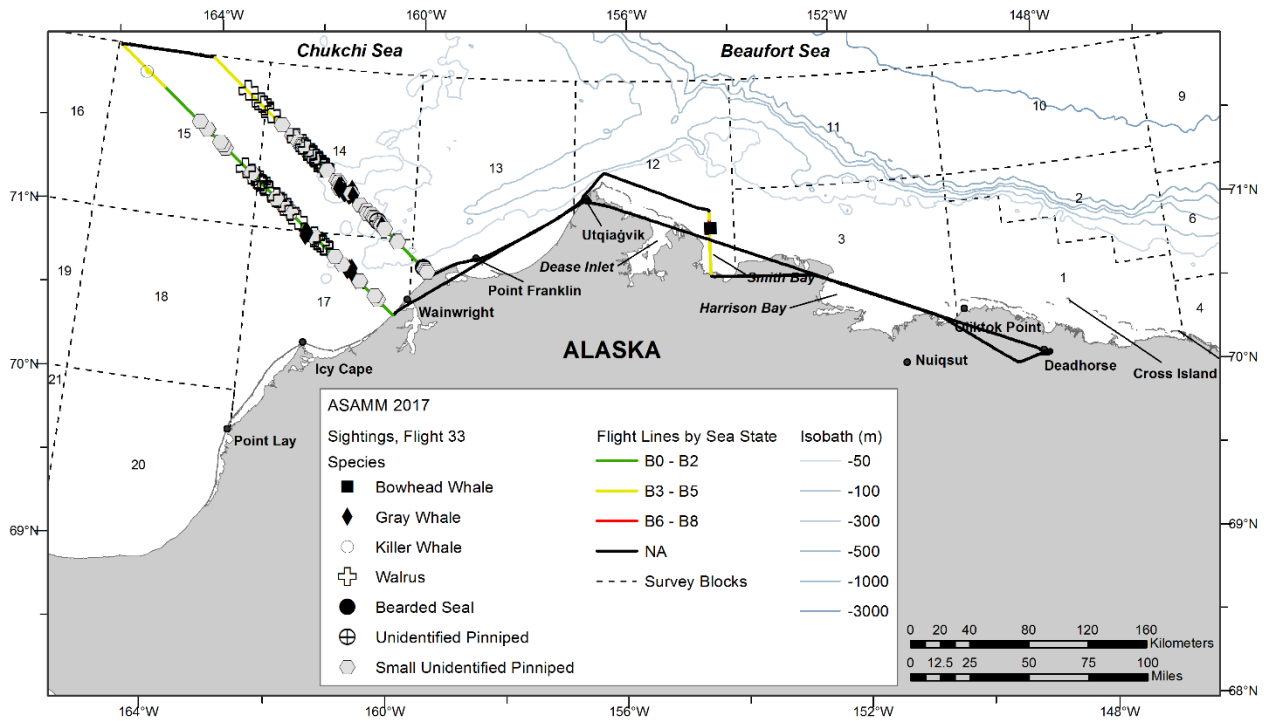 164°W
160°W
156°W
152°W
148°W
Chukchi Sea
Beaufort Sea
9
10
16
15
14
13
12
11
2
6
71°N
71°N
3
Utqiaġvik
Dease Inlet
Smith Bay
19
18
17
Point Franklin
1
Wainwright
Harrison Bay
4
Oliktok Point
ALASKA
70°N
70°N
Icy Cape
Nuiqsut
Deadhorse
Cross Island
21
Point Lay
20
69°N
69°N
68°N
ASAMM 2017
Sightings, Flight 33
Species
Bowhead Whale
Gray Whale
Killer Whale
Walrus
Bearded Seal
Unidentified Pinniped
Small Unidentified Pinniped
Flight Lines by Sea State
B0 - B2
B3 - B5
B6 - B8
NA
Survey Blocks
Isobath (m)
-50
-100
-300
-500
-1000
-3000
0 20 40 80 120 160
Kilometers
0 12.5 25 50 75 100
Miles
164°W
160°W
156°W
152°W
148°W